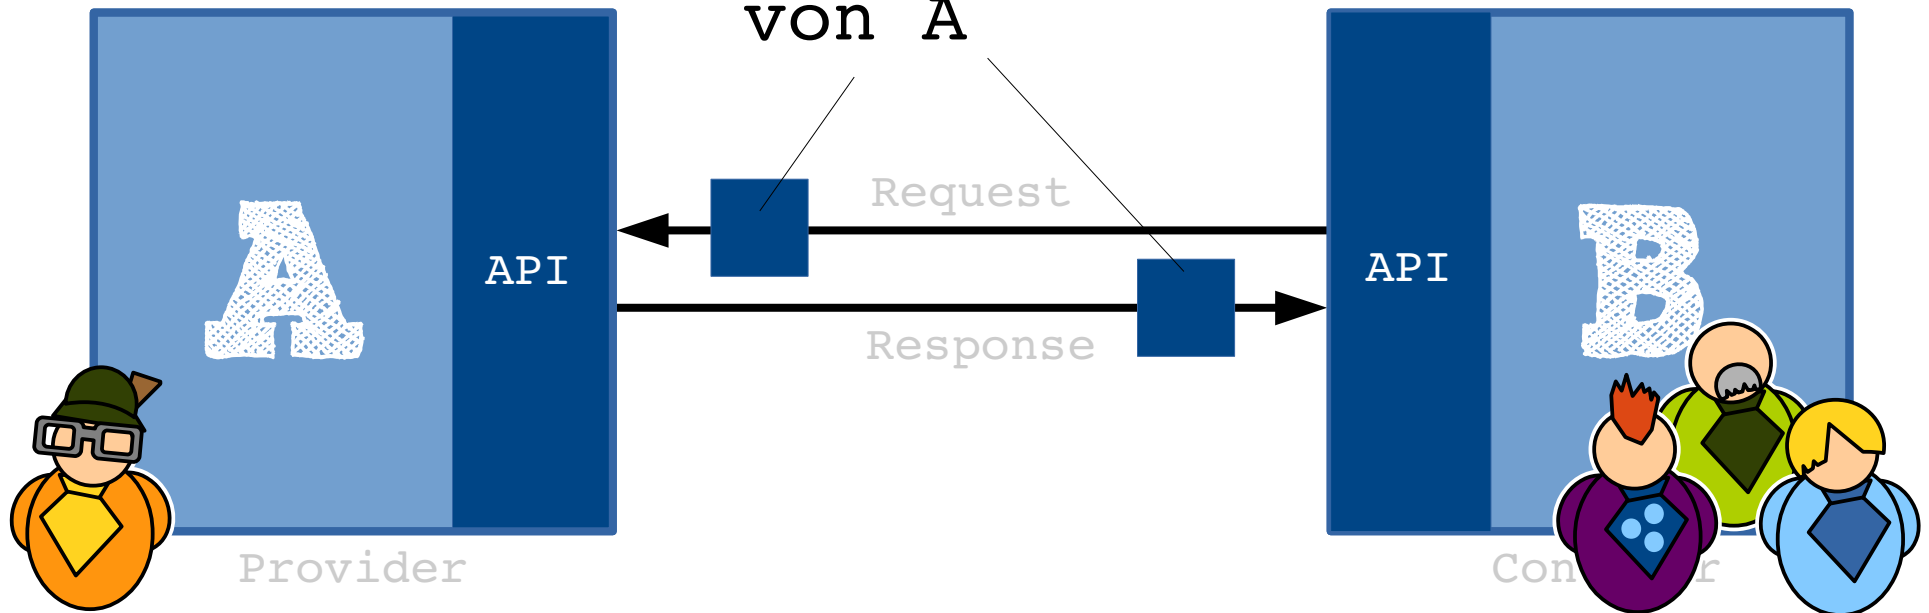 von A
Request
A
API
API
B
Response
Provider